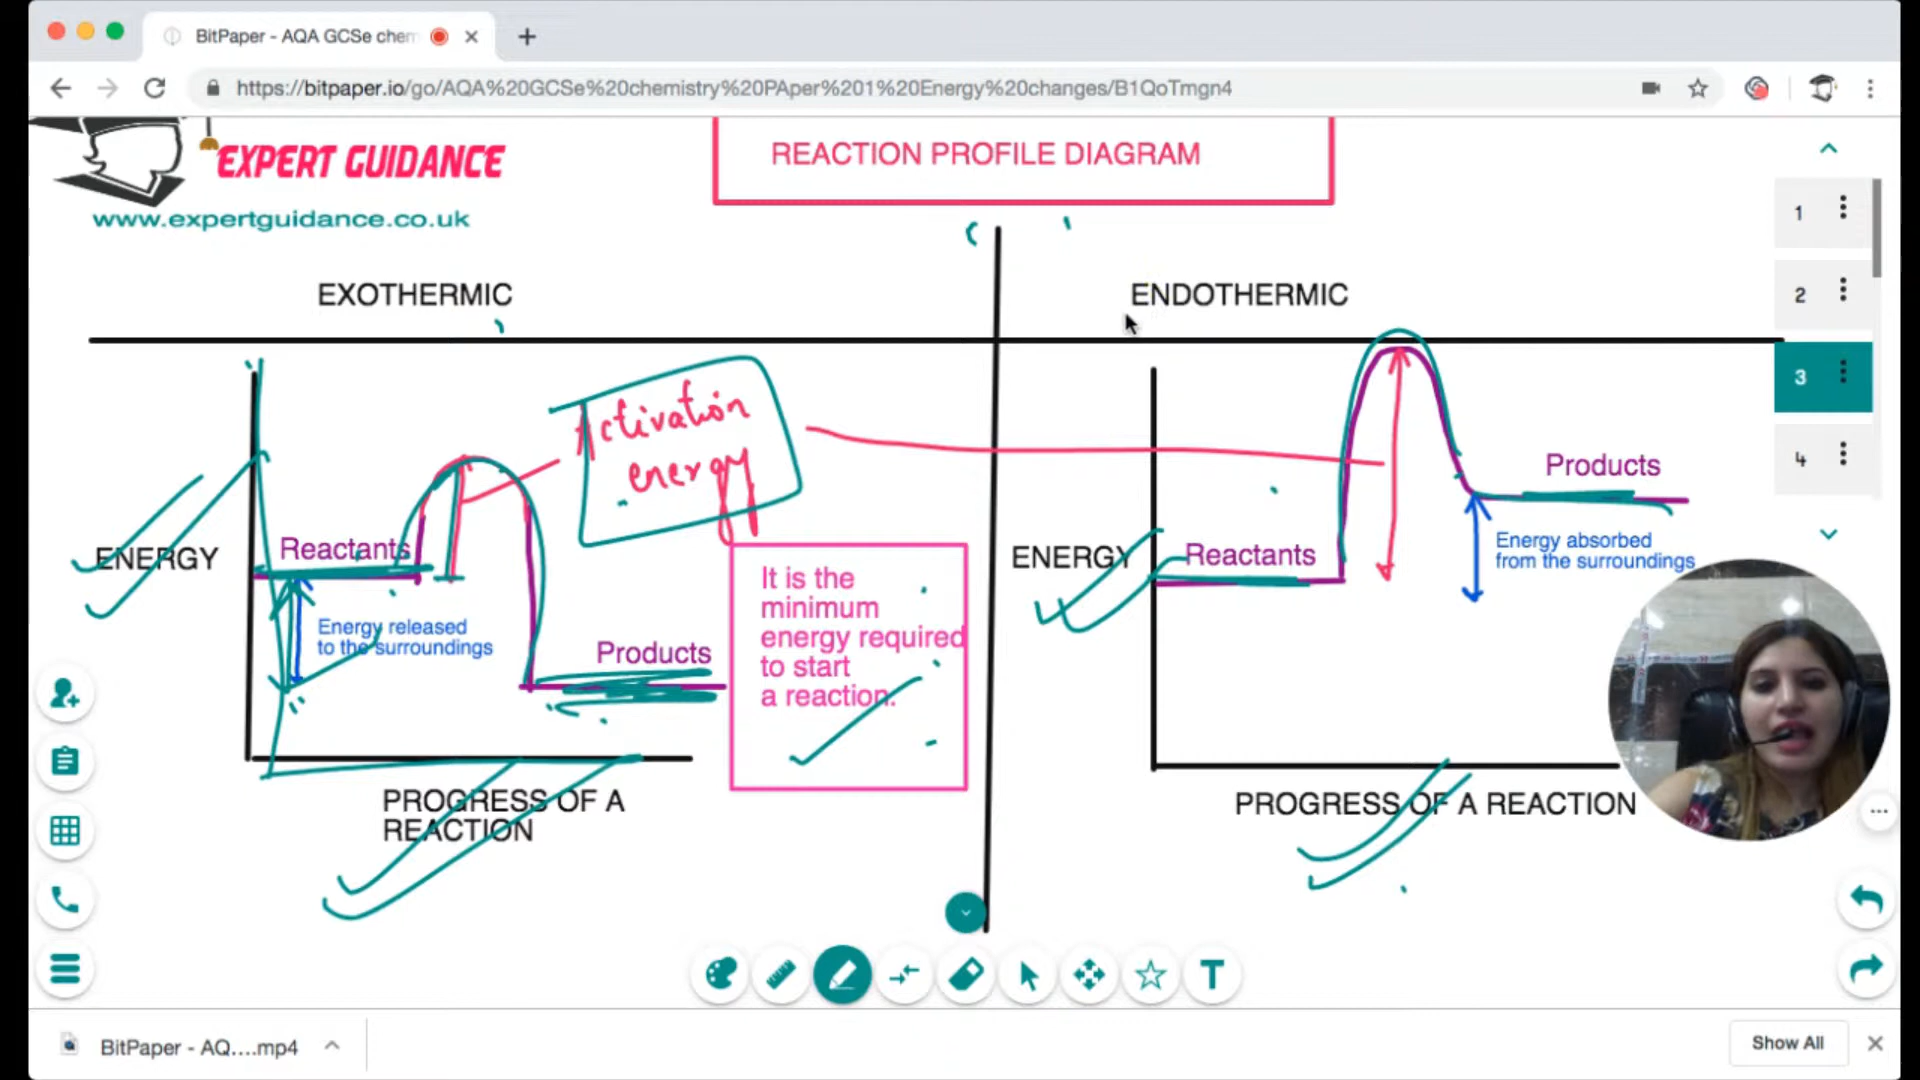 BitPaper - AQA GCSe chem
https://bitpaper.io/go/AQA%20GCSe%20chemistry%20PAper%201%20Energy%20changes/B1QoTmgn4
EXPERT GUIDANCE
www.expertguidance.co.uk
REACTION PROFILE DIAGRAM
1
2
3
4
EXOTHERMIC
ENDOTHERMIC
Activation
energy
ENERGY
Reactants
Energy released
to the surroundings
Products
It is the
minimum
energy required
to start
a reaction.
PROGRESS OF A
REACTION
ENERGY
Reactants
Products
Energy absorbed
from the surroundings
PROGRESS OF A REACTION
T
BitPaper - AQ....mp4
Show All